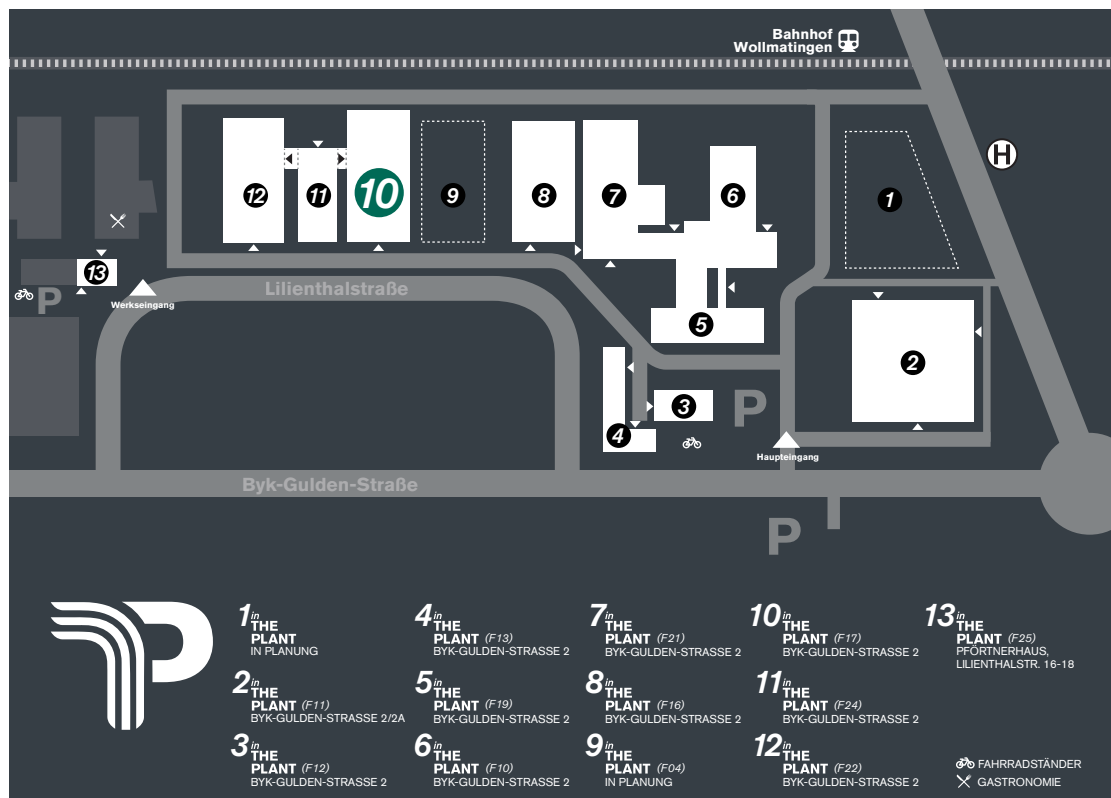 Bahnhof
Wollmatingen
H
12
11
10
9
8
7
6
1
13
P
Werkseingang
Lilienthalstraße
5
2
3
P
4
Haupteingang
Byk-Gulden-Straße
P
1 in
THE
PLANT
IN PLANUNG
2 in
THE
PLANT (F11)
BYK-GULDEN-STRASSE 2/2A
3 in
THE
PLANT (F12)
BYK-GULDEN-STRASSE 2
4 in
THE
PLANT (F13)
BYK-GULDEN-STRASSE 2
5 in
THE
PLANT (F19)
BYK-GULDEN-STRASSE 2
6 in
THE
PLANT (F10)
BYK-GULDEN-STRASSE 2
7 in
THE
PLANT (F21)
BYK-GULDEN-STRASSE 2
8 in
THE
PLANT (F16)
BYK-GULDEN-STRASSE 2
9 in
THE
PLANT (F04)
IN PLANUNG
10 in
THE
PLANT (F17)
BYK-GULDEN-STRASSE 2
11 in
THE
PLANT (F24)
BYK-GULDEN-STRASSE 2
12 in
THE
PLANT (F22)
BYK-GULDEN-STRASSE 2
13 in
THE
PLANT (F25)
PFÖRTNERHAUS,
LILIENTHALSTR. 16-18
FAHRRADSTÄNDER
GASTRONOMIE